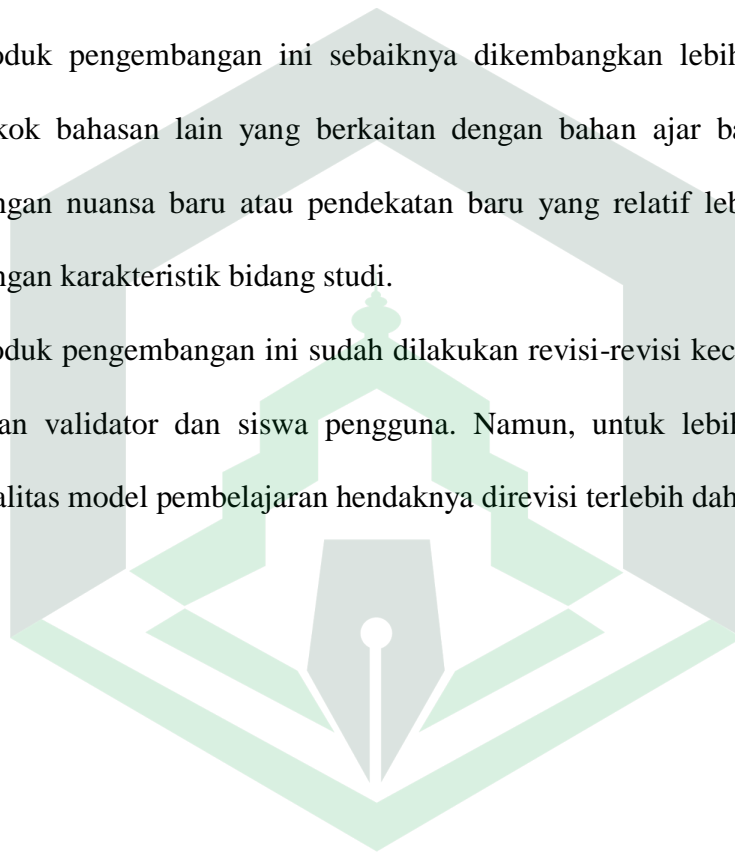 oduk pengembangan ini sebaiknya dikembangkan lebih
kok bahasan lain yang berkaitan dengan bahan ajar ba
ngan nuansa baru atau pendekatan baru yang relatif leb
ngan karakteristik bidang studi.
oduk pengembangan ini sudah dilakukan revisi-revisi kec
an validator dan siswa pengguna. Namun, untuk lebih
alitas model pembelajaran hendaknya direvisi terlebih dah